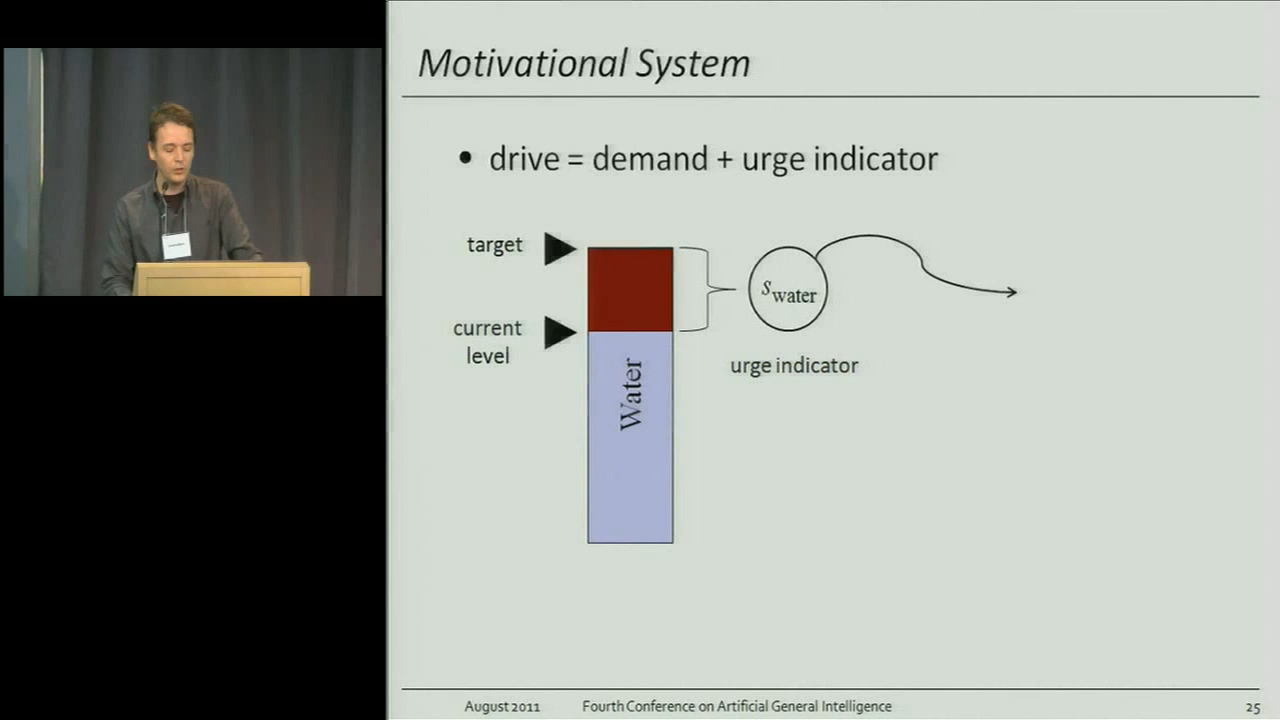 Motivational System
• drive = demand + urge indicator
target
current
level
Water
Swater
urge indicator
August 2011 Fourth Conference on Artificial General Intelligence 25